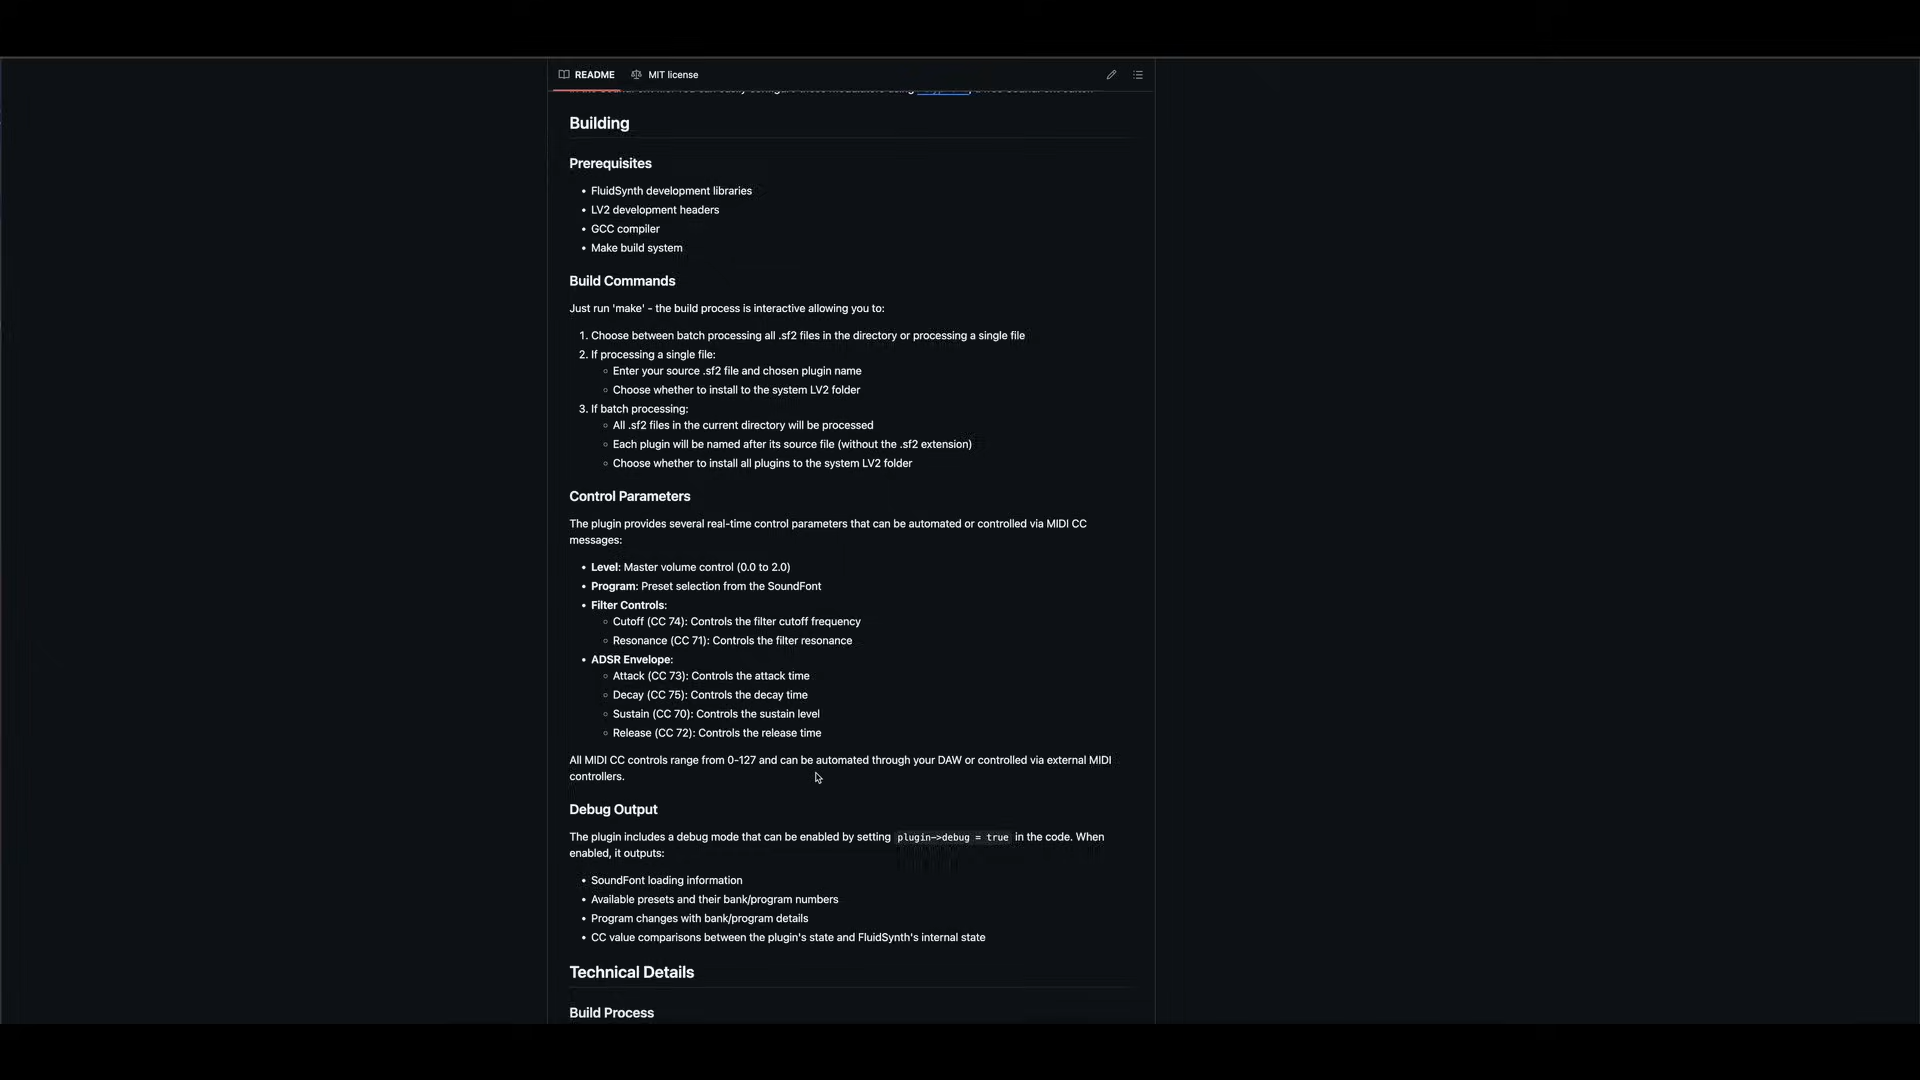 README
MIT license
Building
Prerequisites
• FluidSynth development libraries
• LV2 development headers
• GCC compiler
• Make build system
Build Commands
Just run 'make' - the build process is interactive allowing you to:
1. Choose between batch processing all .sf2 files in the directory or processing a single file
2. If processing a single file:
◦ Enter your source .sf2 file and chosen plugin name
◦ Choose whether to install to the system LV2 folder
3. If batch processing:
◦ All .sf2 files in the current directory will be processed
◦ Each plugin will be named after its source file (without the .sf2 extension)
◦ Choose whether to install all plugins to the system LV2 folder
Control Parameters
The plugin provides several real-time control parameters that can be automated or controlled via MIDI CC
messages:
• Level: Master volume control (0.0 to 2.0)
• Program: Preset selection from the SoundFont
• Filter Controls:
◦ Cutoff (CC 74): Controls the filter cutoff frequency
◦ Resonance (CC 71): Controls the filter resonance
• ADSR Envelope:
◦ Attack (CC 73): Controls the attack time
◦ Decay (CC 75): Controls the decay time
◦ Sustain (CC 70): Controls the sustain level
◦ Release (CC 72): Controls the release time
All MIDI CC controls range from 0-127 and can be automated through your DAW or controlled via external MIDI
controllers.
Debug Output
The plugin includes a debug mode that can be enabled by setting plugin->debug = true in the code. When
enabled, it outputs:
• SoundFont loading information
• Available presets and their bank/program numbers
• Program changes with bank/program details
• CC value comparisons between the plugin's state and FluidSynth's internal state
Technical Details
Build Process